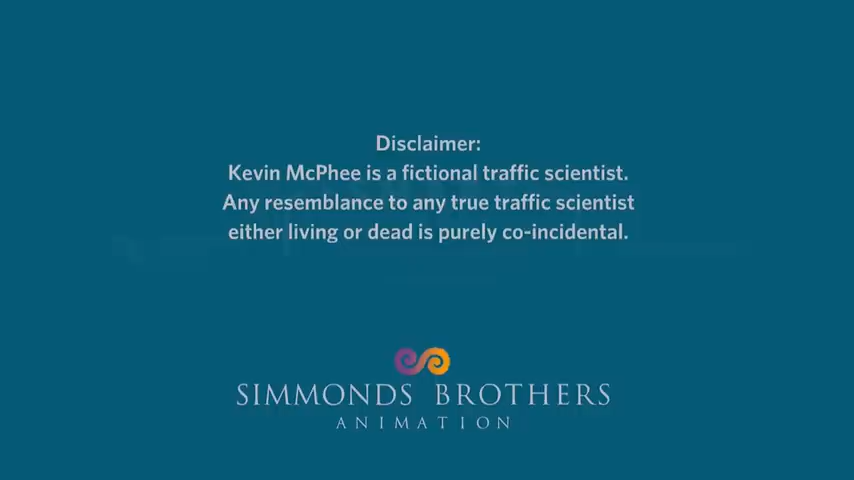 Disclaimer:
Kevin McPhee is a fictional traffic scientist.
Any resemblance to any true traffic scientist
either living or dead is purely co-incidental.
SIMMONDS BROTHERS
ANIMATION